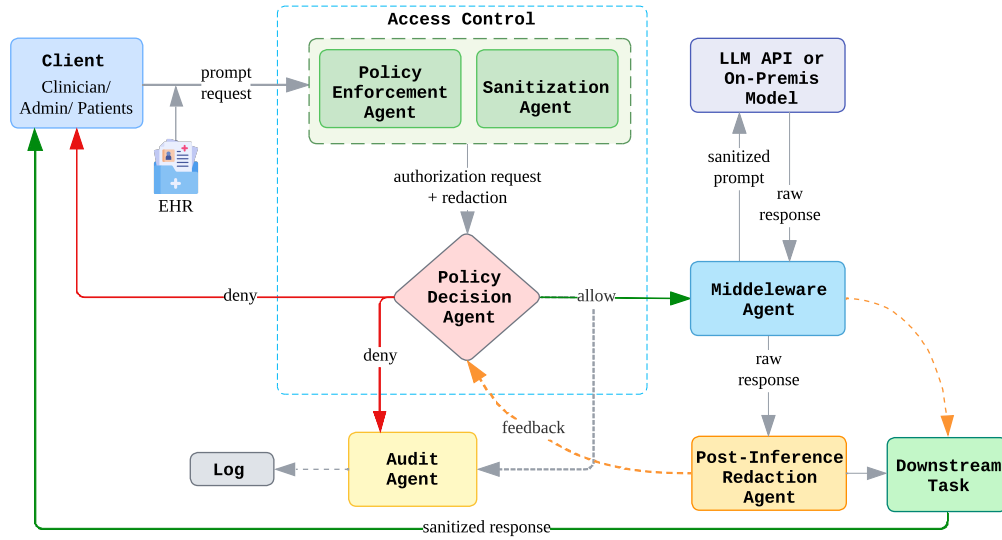 Access Control
Client
Clinician/
Admin/ Patients
prompt
request
Policy
Enforcement
Agent
Sanitization
Agent
LLM API or
On-Premis
Model
EHR
authorization request
+ redaction
sanitized
prompt
raw
response
Policy
Decision
Agent
deny
allow
Middeleware
Agent
deny
raw
response
feedback
Log
Audit
Agent
Post-Inference
Redaction
Agent
Downstream
Task
sanitized response